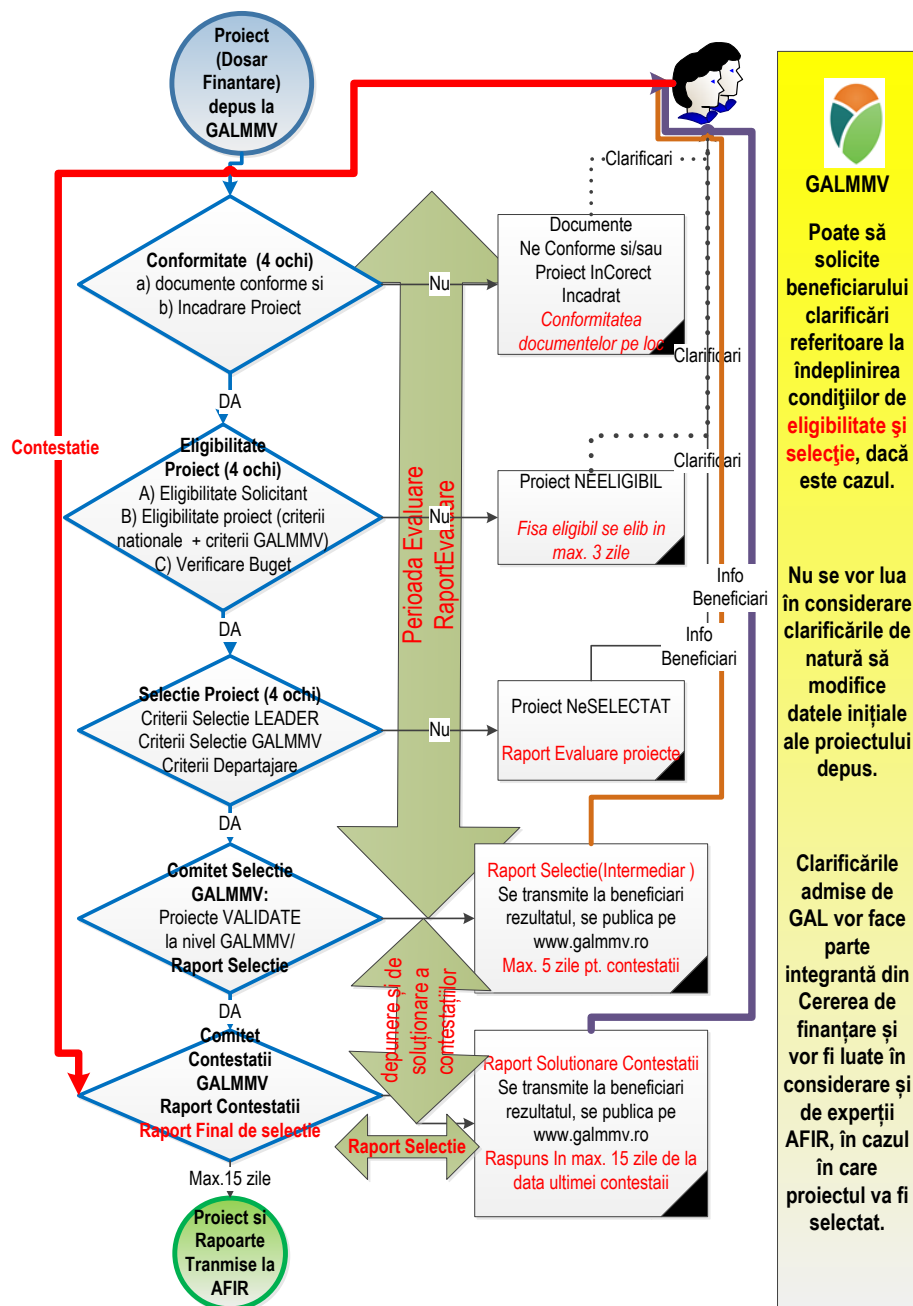 Proiect
(Dosar
Finantare)
depus la
GALMMV
Clarificari
Conformitate (4 ochi)
a) documente conforme si
b) Incadrare Proiect
Nu
Documente
Ne Conforme si/sau
Proiect InCorect
Incadrat
Conformitatea
documentelor pe loc
Clarificari
DA
Contestatie
Eligibilitate
Proiect (4 ochi)
A) Eligibilitate Solicitant
B) Eligibilitate proiect (criterii
nationale + criterii GALMMV)
C) Verificare Buget
Nu
Perioada Evaluare
RaportEvaluare
Clarificari
Proiect NEELIGIBIL
Fisa eligibil se elib in
max. 3 zile
Info
Beneficiari
DA
Info
Beneficiari
Selectie Proiect (4 ochi)
Criterii Selectie LEADER
Criterii Selectie GALMMV
Criterii Departajare
Nu
Proiect NeSELECTAT
Raport Evaluare proiecte
DA
Comitet Selectie
GALMMV:
Proiecte VALIDATE
la nivel GALMMV/
Raport Selectie
Raport Selectie(Intermediar )
Se transmite la beneficiari
rezultatul, se publica pe
www.galmmv.ro
Max. 5 zile pt. contestatii
depunere și de
soluționare a
contestațiilor
DA
Comitet
Contestatii
GALMMV
Raport Contestatii
Raport Final de selectie
Raport Selectie
Raport Solutionare Contestatii
Se transmite la beneficiari
rezultatul, se publica pe
www.galmmv.ro
Raspuns In max. 15 zile de la
data ultimei contestaii
Max.15 zile
Proiect si
Rapoarte
Tranmise la
AFIR
GALMMV
Poate să
solicite
beneficiarului
clarificări
referitoare la
îndeplinirea
condiţiilor de
eligibilitate şi
selecţie, dacă
este cazul.
Nu se vor lua
în considerare
clarificările de
natură să
modifice
datele inițiale
ale proiectului
depus.
Clarificările
admise de
GAL vor face
parte
integrantă din
Cererea de
finanțare și
vor fi luate în
considerare și
de experții
AFIR, în cazul
în care
proiectul va fi
selectat.